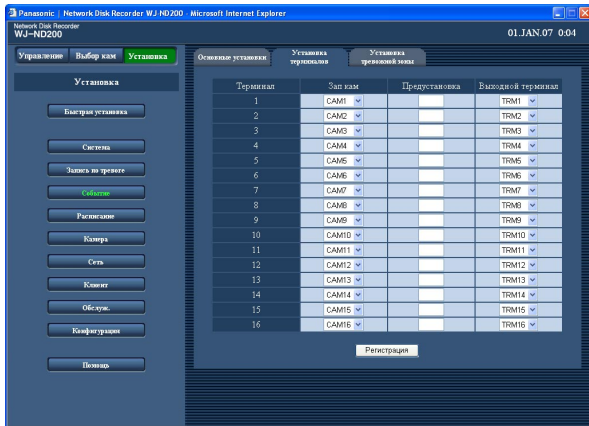 Panasonic | Network Disk Recorder WJ-ND200 - Microsoft Internet Explorer
Network Disk Recorder
WJ-ND200
01.JAN.07 0:04
Управление Выбор кам Установка
Основные установки
Установка терминалов
Установка тревожной зоны
Установка
Быстрая установка
Система
Запись по тревоге
Событие
Расписание
Камера
Сеть
Клиент
Обслуж.
Конфигурация
Помощь
Терминал Зап кам Предустановка Выходной терминал
1 CAM1 TRM1
2 CAM2 TRM2
3 CAM3 TRM3
4 CAM4 TRM4
5 CAM5 TRM5
6 CAM6 TRM6
7 CAM7 TRM7
8 CAM8 TRM8
9 CAM9 TRM9
10 CAM10 TRM10
11 CAM11 TRM11
12 CAM12 TRM12
13 CAM13 TRM13
14 CAM14 TRM14
15 CAM15 TRM15
16 CAM16 TRM16
Регистрация